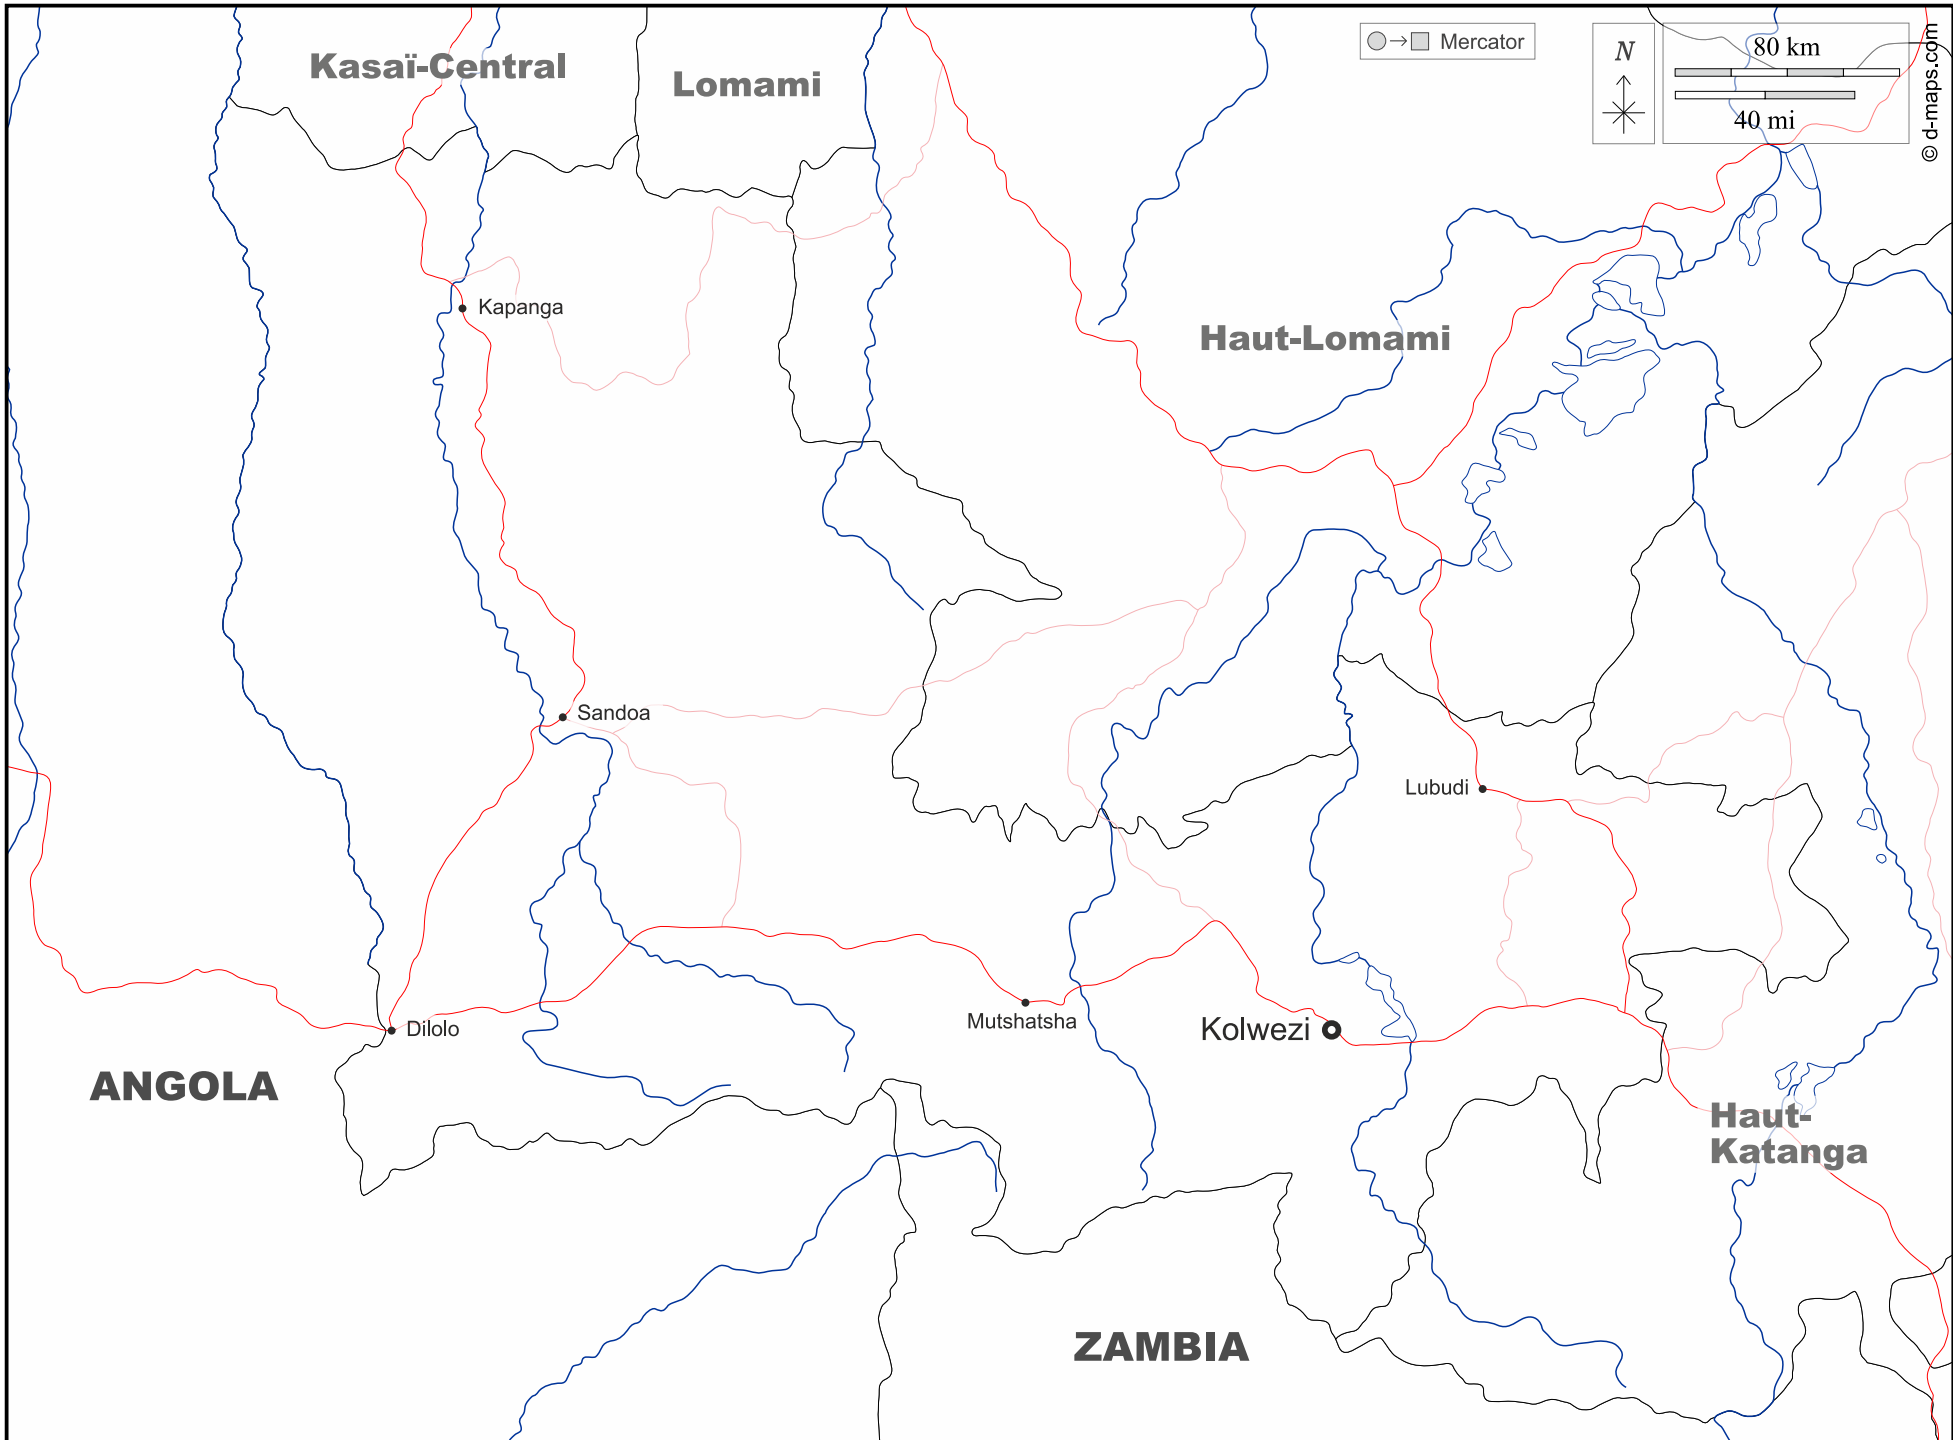 Kasaï-Central
Lomami
Mercator
N
80 km
40 mi
© d-maps.com
Kapanga
Haut-Lomami
Sandoa
Lubudi
Dilolo
Mutshatsha
Kolwezi
ANGOLA
Haut-
Katanga
ZAMBIA